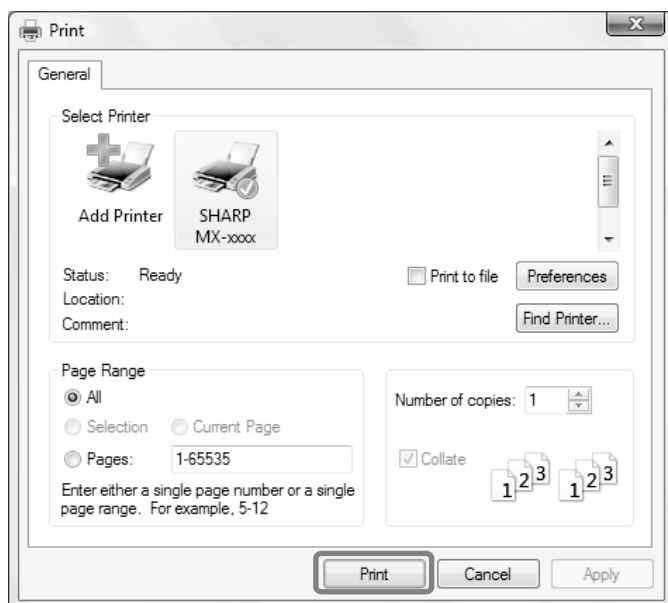 Print
General
Select Printer
Add Printer
SHARP
MX-xxxx
Status: Ready
Location:
Comment:
Print to file
Preferences
Find Printer...
Page Range
All
Selection
Current Page
Pages: 1-65535
Enter either a single page number or a single
page range. For example, 5-12
Number of copies: 1
Collate
1 2 3
1 2 3
Print
Cancel
Apply